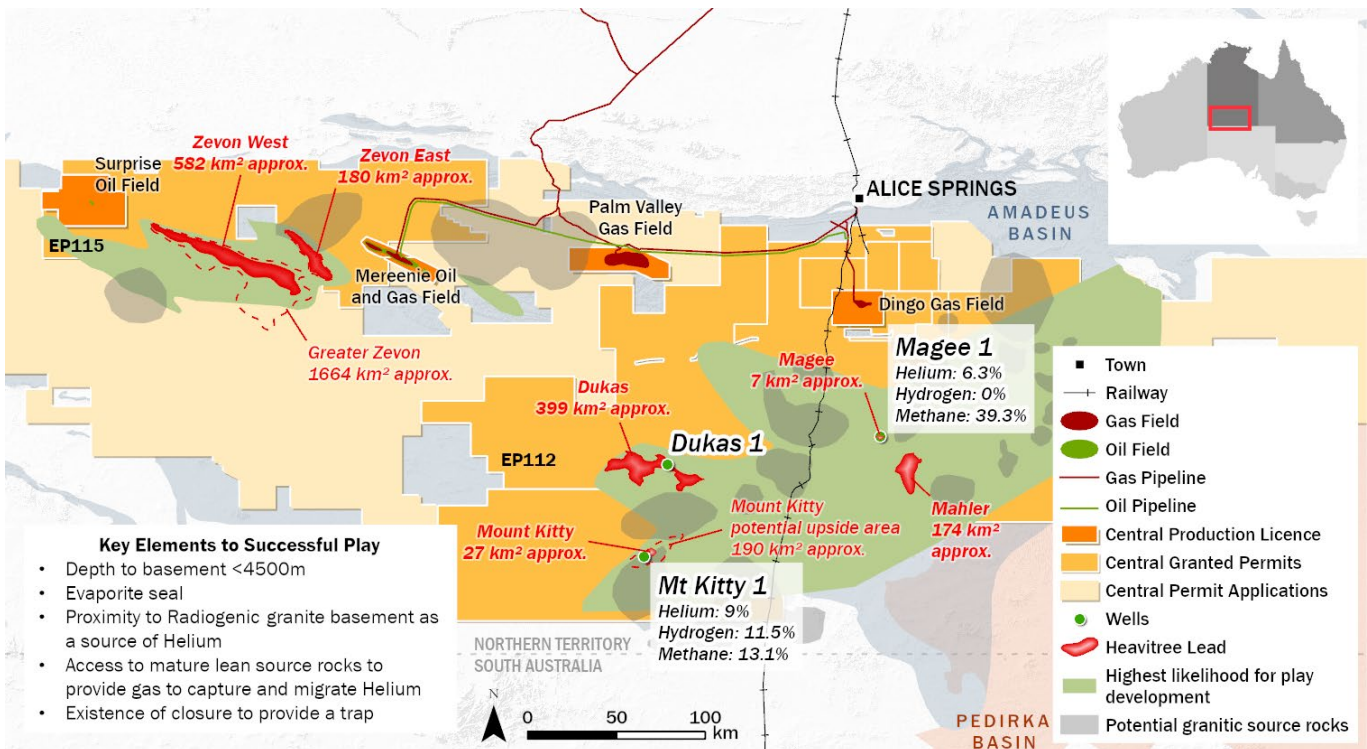 Zevon West
582 km² approx.
Surprise
Oil Field
EP115
Zevon East
180 km² approx.
Palm Valley
Gas Field
ALICE SPRINGS
AMADEUS
BASIN
Mereenie Oil
and Gas Field
Dingo Gas Field
Greater Zevon
1664 km² approx.
Magee
7 km² approx.
Magee 1
Helium: 6.3%
Hydrogen: 0%
Methane: 39.3%
Dukas
399 km² approx.
Dukas 1
EP112
Mount Kitty
27 km² approx.
Mount Kitty
potential upside area
190 km² approx.
Mahler
174 km²
approx.
Mt Kitty 1
Helium: 9%
Hydrogen: 11.5%
Methane: 13.1%
NORTHERN TERRITORY
SOUTH AUSTRALIA
PEDIRKA
BASIN
N
0 50 100
km
Key Elements to Successful Play
• Depth to basement <4500m
• Evaporite seal
• Proximity to Radiogenic granite basement as
a source of Helium
• Access to mature lean source rocks to
provide gas to capture and migrate Helium
• Existence of closure to provide a trap
Town
Railway
Gas Field
Oil Field
Gas Pipeline
Oil Pipeline
Central Production Licence
Central Granted Permits
Central Permit Applications
Wells
Heavitree Lead
Highest likelihood for play
development
Potential granitic source rocks